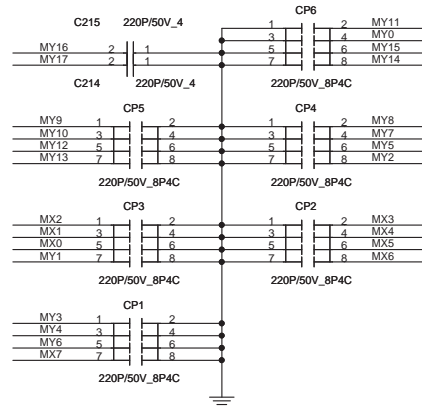 C215 220P/50V_4 CP6
1 2 MY11
3 4 MY0
MY16 2 1 5 6 MY15
MY17 2 1 7 8 MY14
C214 220P/50V_4 220P/50V_8P4C
CP5 CP4
MY9 1 2 1 2 MY8
MY10 3 4 3 4 MY7
MY12 5 6 5 6 MY5
MY13 7 8 7 8 MY2
220P/50V_8P4C 220P/50V_8P4C
CP3 CP2
MX2 1 2 1 2 MX3
MX1 3 4 3 4 MX4
MX0 5 6 5 6 MX5
MY1 7 8 7 8 MX6
220P/50V_8P4C 220P/50V_8P4C
CP1
MY3 1 2
MY4 3 4
MY6 5 6
MX7 7 8
220P/50V_8P4C